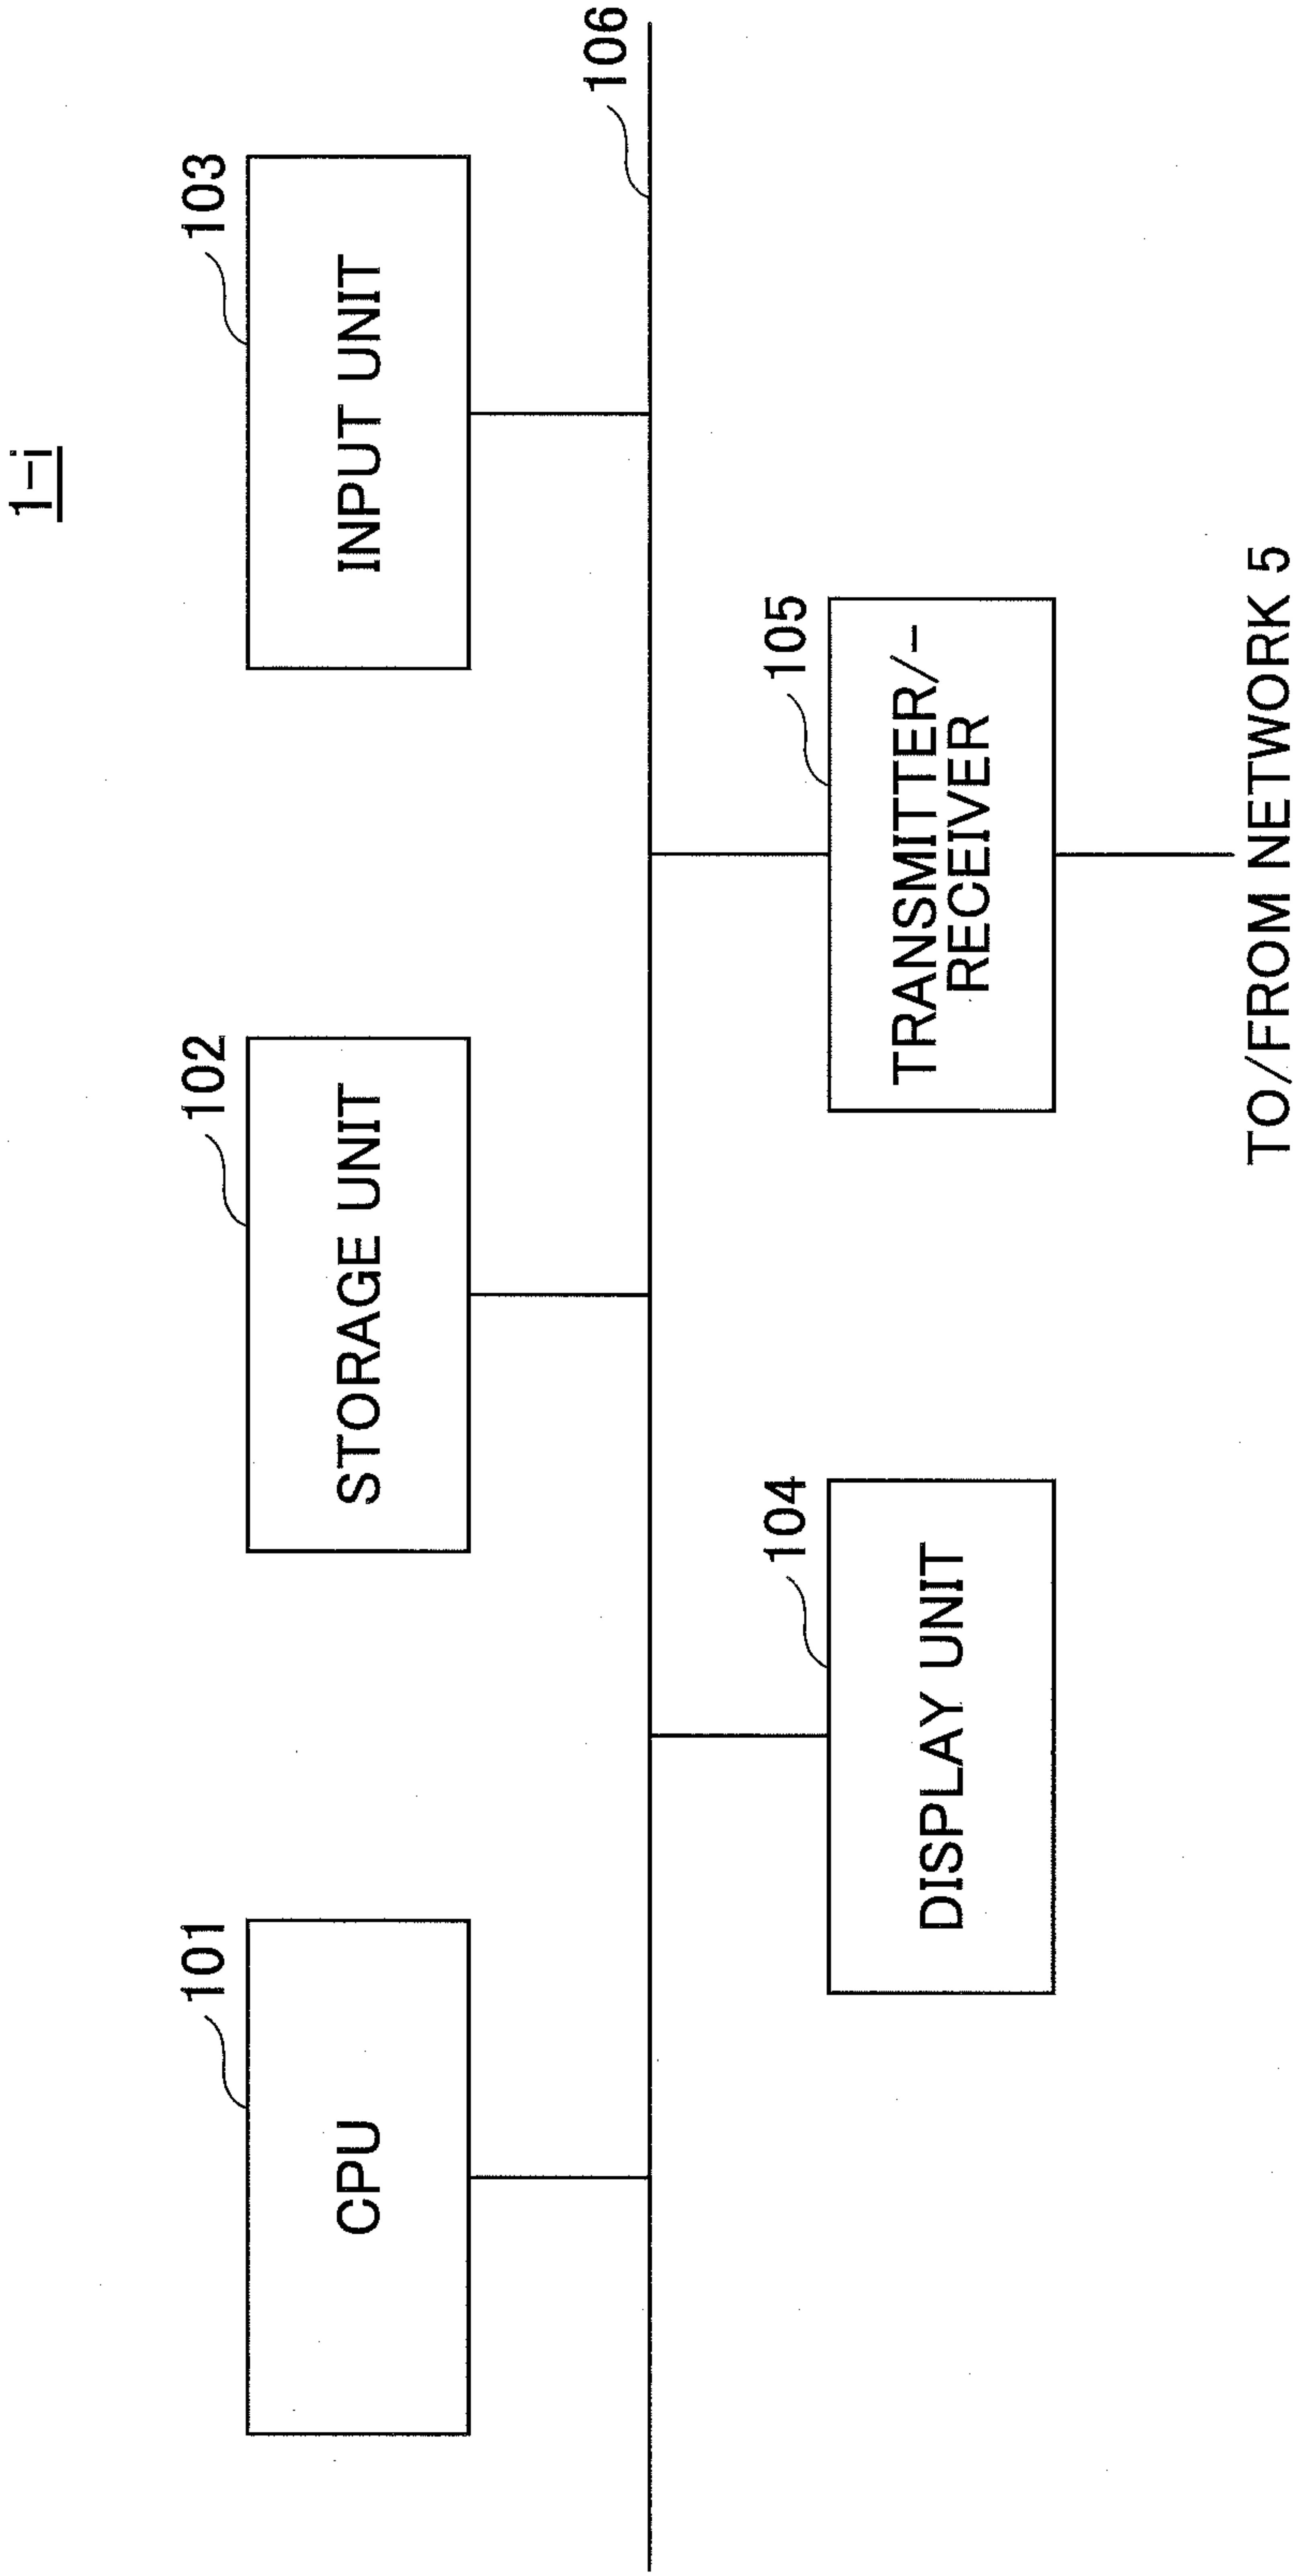 1-i
101
CPU
102
STORAGE UNIT
103
INPUT UNIT
106
104
DISPLAY UNIT
105
TRANSMITTER/-
RECEIVER
TO/FROM NETWORK 5